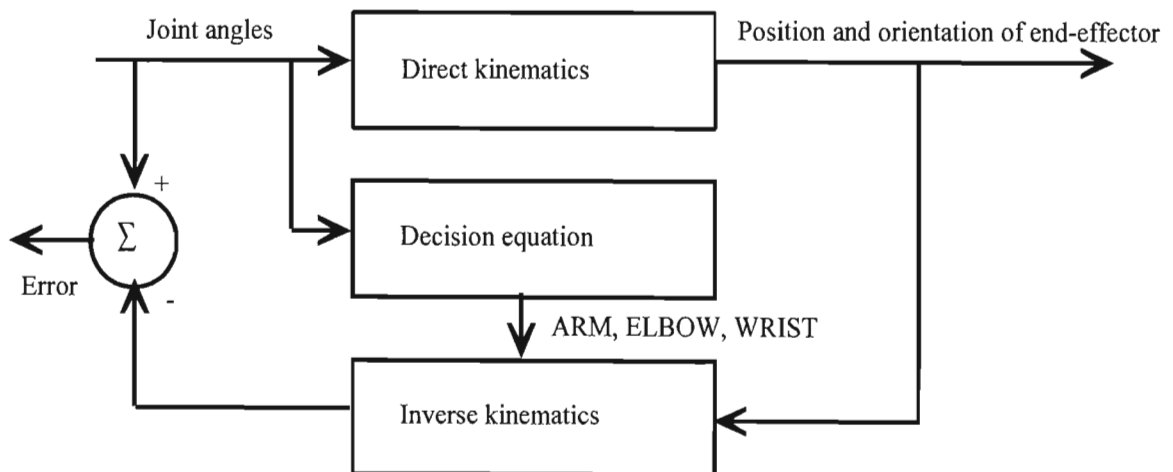 Joint angles
Position and orientation of end-effector
Direct kinematics
+
Σ
Decision equation
Error
-
ARM, ELBOW, WRIST
Inverse kinematics